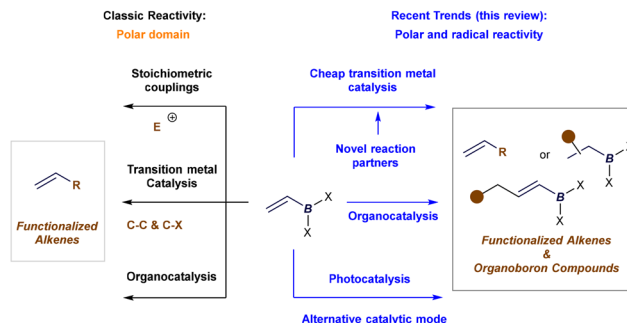 Classic Reactivity:
Polar domain
Recent Trends (this review):
Polar and radical reactivity
Stoichiometric
couplings
E ⊕
Transition metal
Catalysis
C-C & C-X
Organocatalysis
R
Functionalized
Alkenes
B
X
X
Cheap transition metal
catalysis
Novel reaction
partners
Organocatalysis
Photocatalysis
Alternative catalytic mode
R
or
B
X
X
B
X
X
Functionalized Alkenes
&
Organoboron Compounds